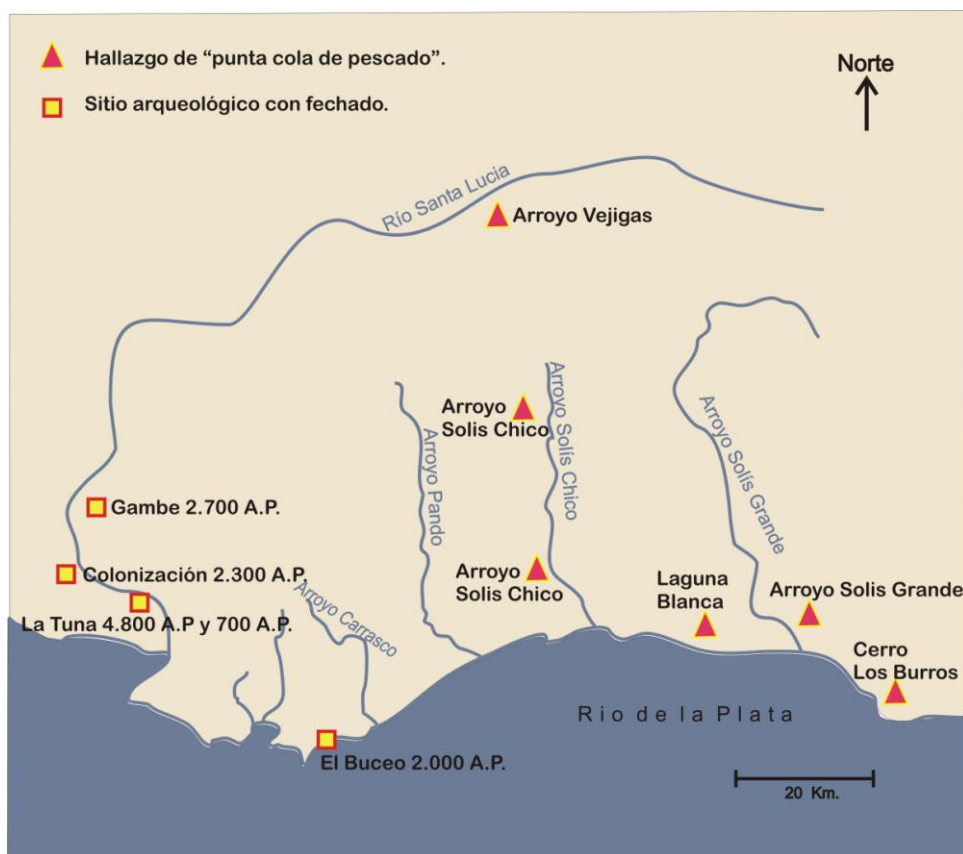 Hallazgo de “punta cola de pescado”.
Sitio arqueológico con fechado.
Norte
Río Santa Lucia
Arroyo Vejigas
Arroyo
Solis Chico
Arroyo Pando
Arroyo Solís Chico
Arroyo Solís Grande
Gambe 2.700 A.P.
Colonización 2.300 A.P.
La Tuna 4.800 A.P y 700 A.P.
Arroyo Carrasco
Arroyo
Solis Chico
Laguna
Blanca
Arroyo Solis Grande
Cerro
Los Burros
Rio de la Plata
El Buceo 2.000 A.P.
20 Km.